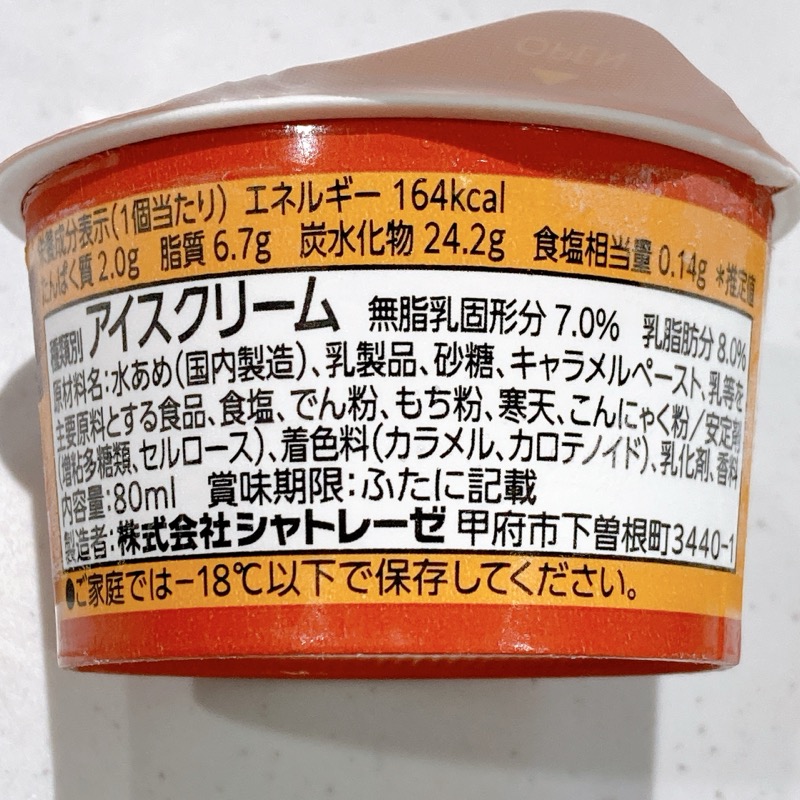 OPEN
栄養成分表示(1個当たり) エネルギー 164kcal
たんぱく質 2.0g 脂質 6.7g 炭水化物 24.2g 食塩相当量 0.14g *推定値
種類別 アイスクリーム 無脂乳固形分 7.0% 乳脂肪分 8.0%
原材料名:水あめ(国内製造)、乳製品、砂糖、キャラメルペースト、乳等を
主要原料とする食品、食塩、でん粉、もち粉、寒天、こんにゃく粉/安定剤
(増粘多糖類、セルロース)、着色料(カラメル、カロテノイド)、乳化剤、香料
内容量:80ml 賞味期限:ふたに記載
製造者:株式会社シャトレーゼ 甲府市下曽根町3440-1
●ご家庭では-18℃以下で保存してください。